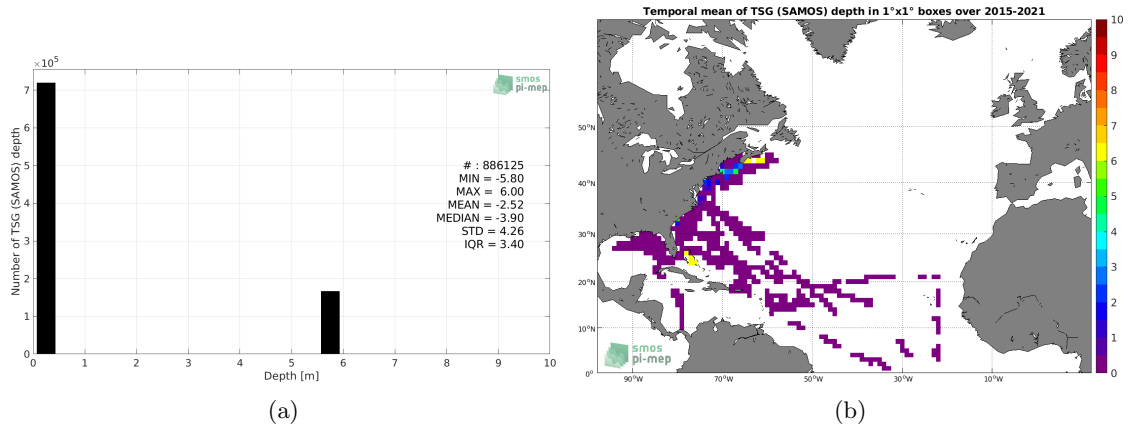 Temporal mean of TSG (SAMOS) depth in 1°x1° boxes over 2015-2021
×10⁵
smos
pi-mep
7
6
5
4
3
2
1
0
Number of TSG (SAMOS) depth
# : 886125
MIN = -5.80
MAX = 6.00
MEAN = -2.52
MEDIAN = -3.90
STD = 4.26
IQR = 3.40
0 1 2 3 4 5 6 7 8 9 10
Depth [m]
(a)
50°N
40°N
30°N
20°N
10°N
0°
90°W 70°W 50°W 30°W 10°W
smos
pi-mep
10
9
8
7
6
5
4
3
2
1
0
(b)